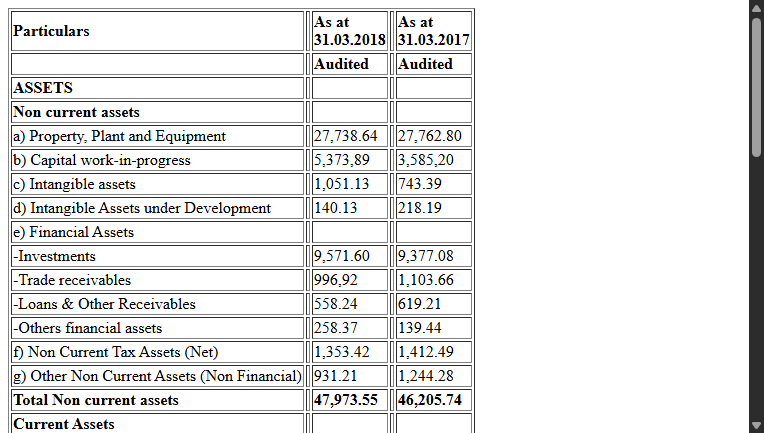 Particulars As at 31.03.2018 As at 31.03.2017
Audited Audited
ASSETS
Non current assets
a) Property, Plant and Equipment 27,738.64 27,762.80
b) Capital work-in-progress 5,373,89 3,585,20
c) Intangible assets 1,051.13 743.39
d) Intangible Assets under Development 140.13 218.19
e) Financial Assets
-Investments 9,571.60 9,377.08
-Trade receivables 996,92 1,103.66
-Loans & Other Receivables 558.24 619.21
-Others financial assets 258.37 139.44
f) Non Current Tax Assets (Net) 1,353.42 1,412.49
g) Other Non Current Assets (Non Financial) 931.21 1,244.28
Total Non current assets 47,973.55 46,205.74
Current Assets